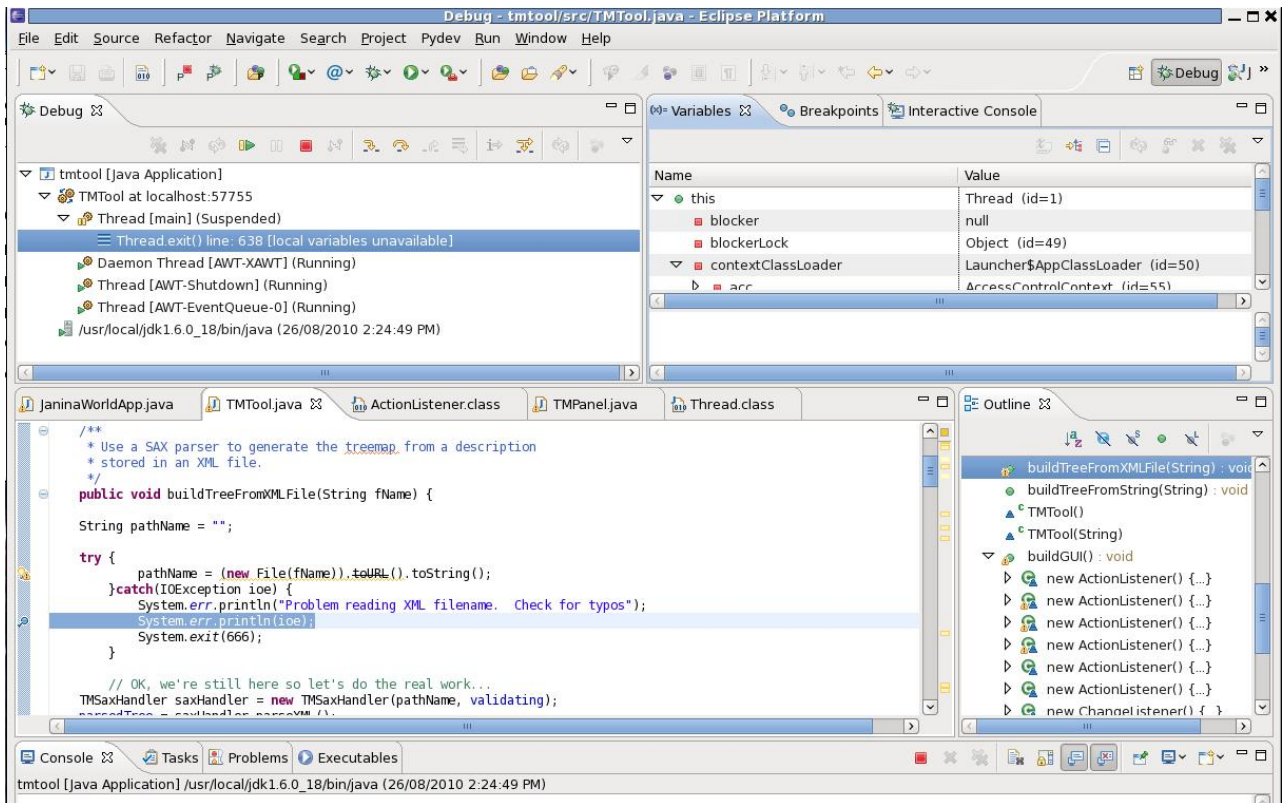 Debug - tmtool/src/TMTool.java - Eclipse Platform
File Edit Source Refactor Navigate Search Project Pydev Run Window Help
Debug
Debug
Variables Breakpoints Interactive Console
tmtool [Java Application]
TMTool at localhost:57755
Thread [main] (Suspended)
Thread.exit() line: 638 [local variables unavailable]
Daemon Thread [AWT-XAWT] (Running)
Thread [AWT-Shutdown] (Running)
Thread [AWT-EventQueue-0] (Running)
/usr/local/jdk1.6.0_18/bin/java (26/08/2010 2:24:49 PM)
Name Value
this Thread (id=1)
blocker null
blockerLock Object (id=49)
contextClassLoader Launcher$AppClassLoader (id=50)
acc AccessControlContext (id=55)
JaninaWorldApp.java TMTool.java ActionListener.class TMPanel.java Thread.class
/**
* Use a SAX parser to generate the treemap from a description
* stored in an XML file.
*/
public void buildTreeFromXMLFile(String fName) {
String pathName = "";
try {
pathName = (new File(fName)).toURL().toString();
}catch(IOException ioe) {
System.err.println("Problem reading XML filename. Check for typos");
System.err.println(ioe);
System.exit(666);
}
// OK, we're still here so let's do the real work...
TMSaxHandler saxHandler = new TMSaxHandler(pathName, validating);
parsedTree = saxHandler.parseXML();
Outline
buildTreeFromXMLFile(String) : void
buildTreeFromString(String) : void
TMTool()
TMTool(String)
buildGUI() : void
new ActionListener() {...}
new ActionListener() {...}
new ActionListener() {...}
new ActionListener() {...}
new ActionListener() {...}
new ActionListener() {...}
new ChangeListener() {...}
Console Tasks Problems Executables
tmtool [Java Application] /usr/local/jdk1.6.0_18/bin/java (26/08/2010 2:24:49 PM)